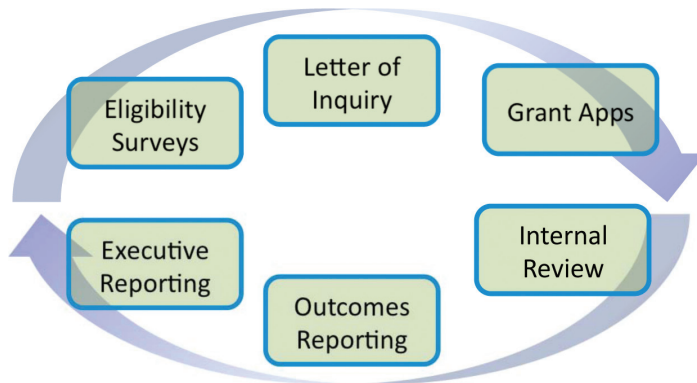 Eligibility
Surveys
Letter of
Inquiry
Grant Apps
Internal
Review
Outcomes
Reporting
Executive
Reporting